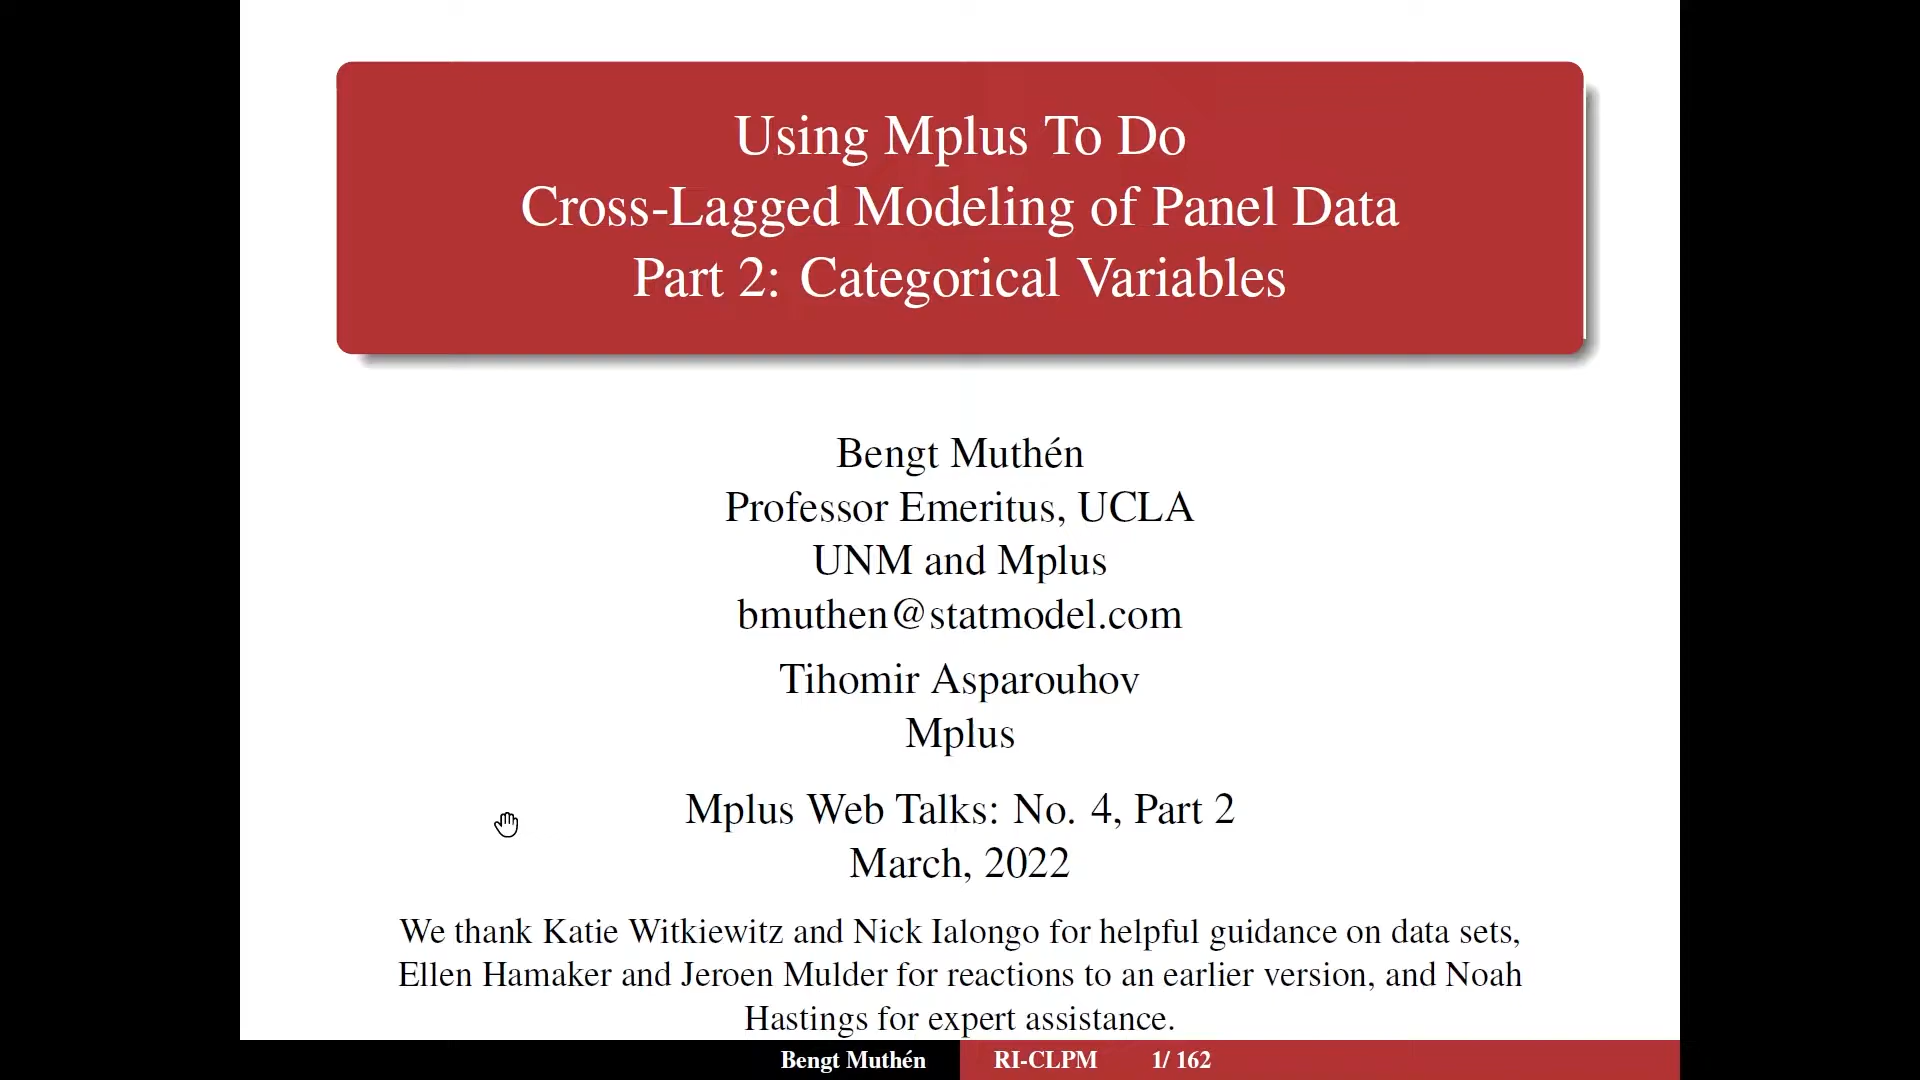 Using Mplus To Do
Cross-Lagged Modeling of Panel Data
Part 2: Categorical Variables
Bengt Muthén
Professor Emeritus, UCLA
UNM and Mplus
bmuthen@statmodel.com
Tihomir Asparouhov
Mplus
Mplus Web Talks: No. 4, Part 2
March, 2022
We thank Katie Witkiewitz and Nick Ialongo for helpful guidance on data sets,
Ellen Hamaker and Jeroen Mulder for reactions to an earlier version, and Noah
Hastings for expert assistance.
Bengt Muthén RI-CLPM 1/ 162